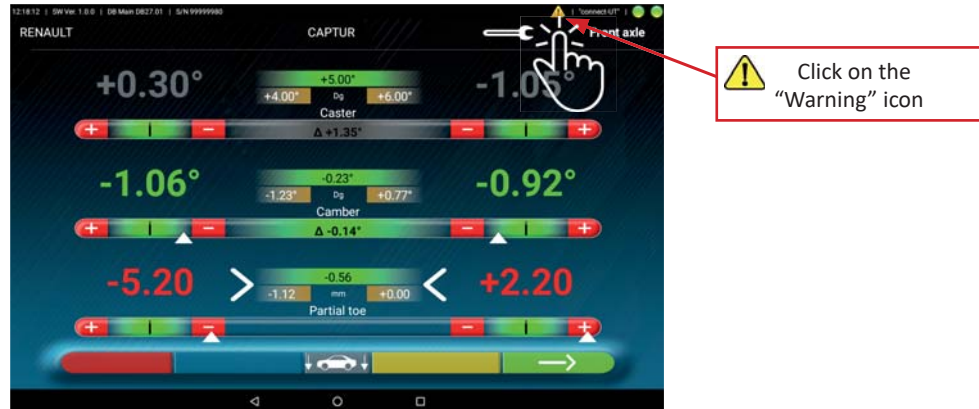 12:18:12 | SW Ver. 1.0.0 | DB Main DB27.01 | S/N 99999980 | "connect-UT" |
RENAULT CAPTUR Front axle
+5.00°
+0.30° +4.00° Dg +6.00° -1.05°
Caster
+ - Δ +1.35° - +
-0.23°
-1.06° -1.23° Dg +0.77° -0.92°
Camber
+ - Δ -0.14° - +
-0.56
-5.20 > -1.12 mm +0.00 < +2.20
Partial toe
+ - - +
Click on the
“Warning” icon